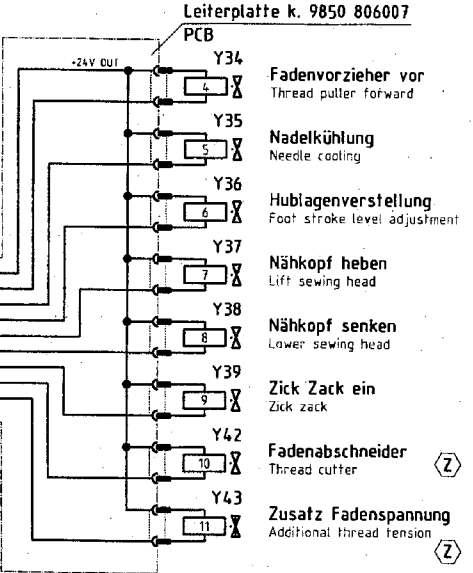 Leiterplatte k. 9850 806007
PCB
+24V OUT
Y34
4
Fadenvorzieher vor
Thread puller forward
Y35
5
Nadelkühlung
Needle cooling
Y36
6
Hublagenverstellung
Foot stroke level adjustment
Y37
7
Nähkopf heben
Lift sewing head
Y38
8
Nähkopf senken
Lower sewing head
Y39
9
Zick Zack ein
Zick zack
Y42
10
Fadenabschneider
Thread cutter
Z
Y43
11
Zusatz Fadenspannung
Additional thread tension
Z